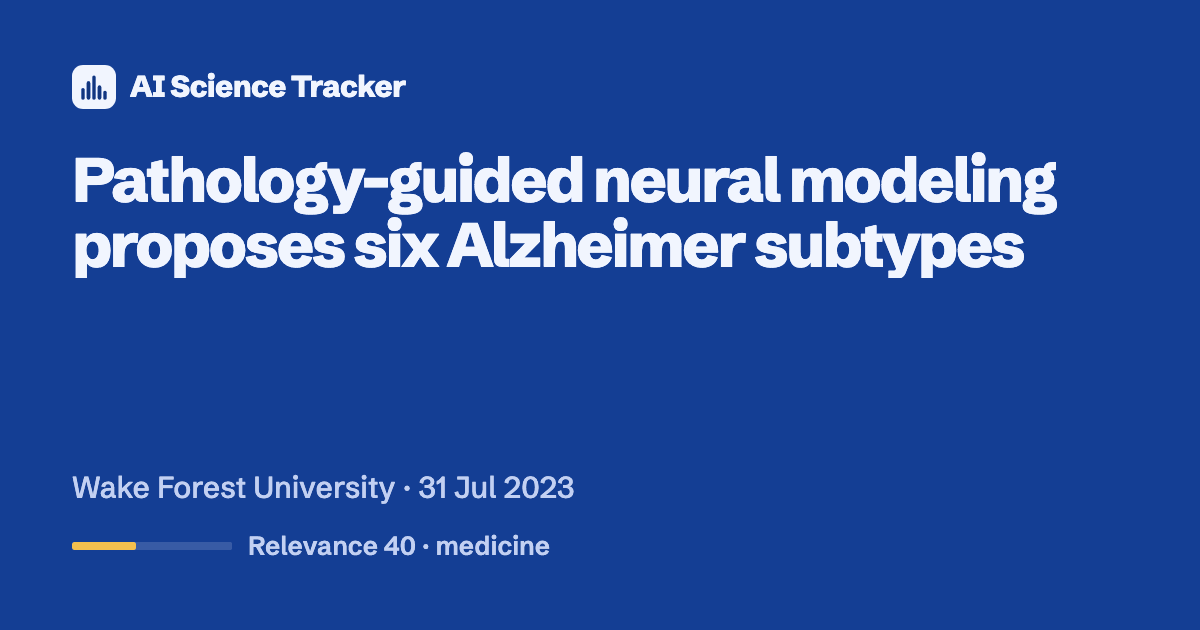 AI Science Tracker
Pathology-guided neural modeling
proposes six Alzheimer subtypes
Wake Forest University · 31 Jul 2023
Relevance 40 · medicine